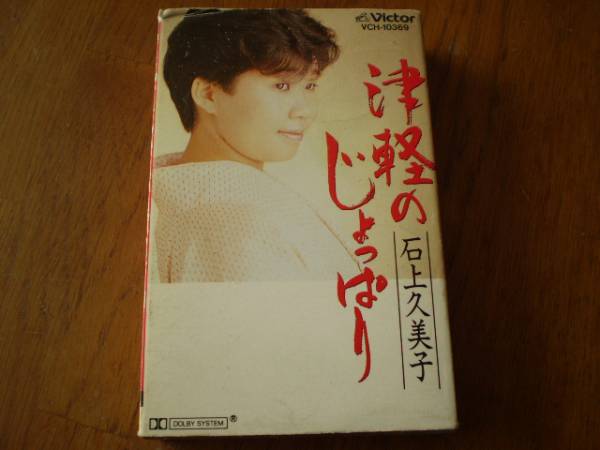 Victor
VCH-10369
津軽の
じょっぱり
石上久美子
DOLBY SYSTEM ®